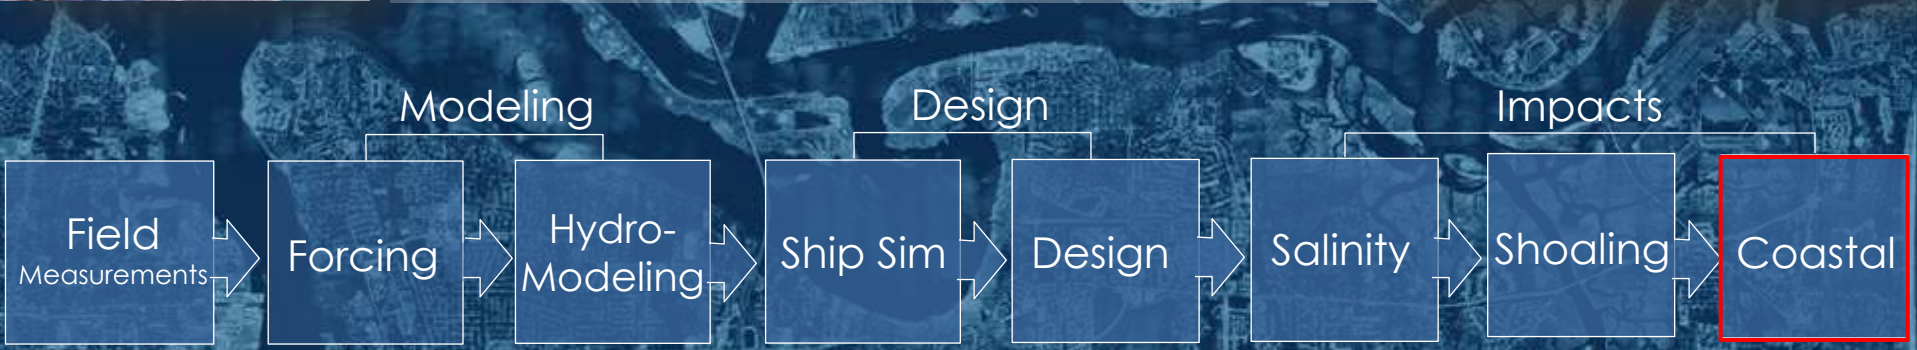 Modeling
Design
Impacts
Field
Measurements
Forcing
Hydro-
Modeling
Ship Sim
Design
Salinity
Shoaling
Coastal